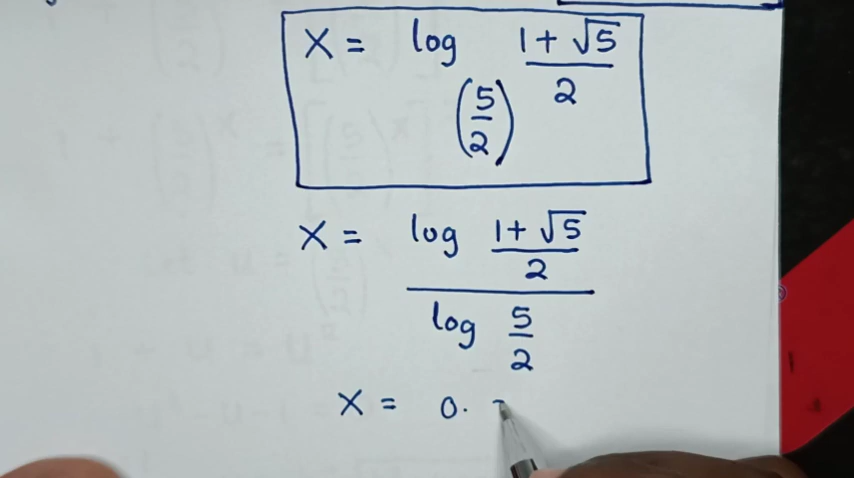 x = log (5/2) (1 + √5)/2
x = (log (1 + √5)/2)/(log 5/2)
x = 0.